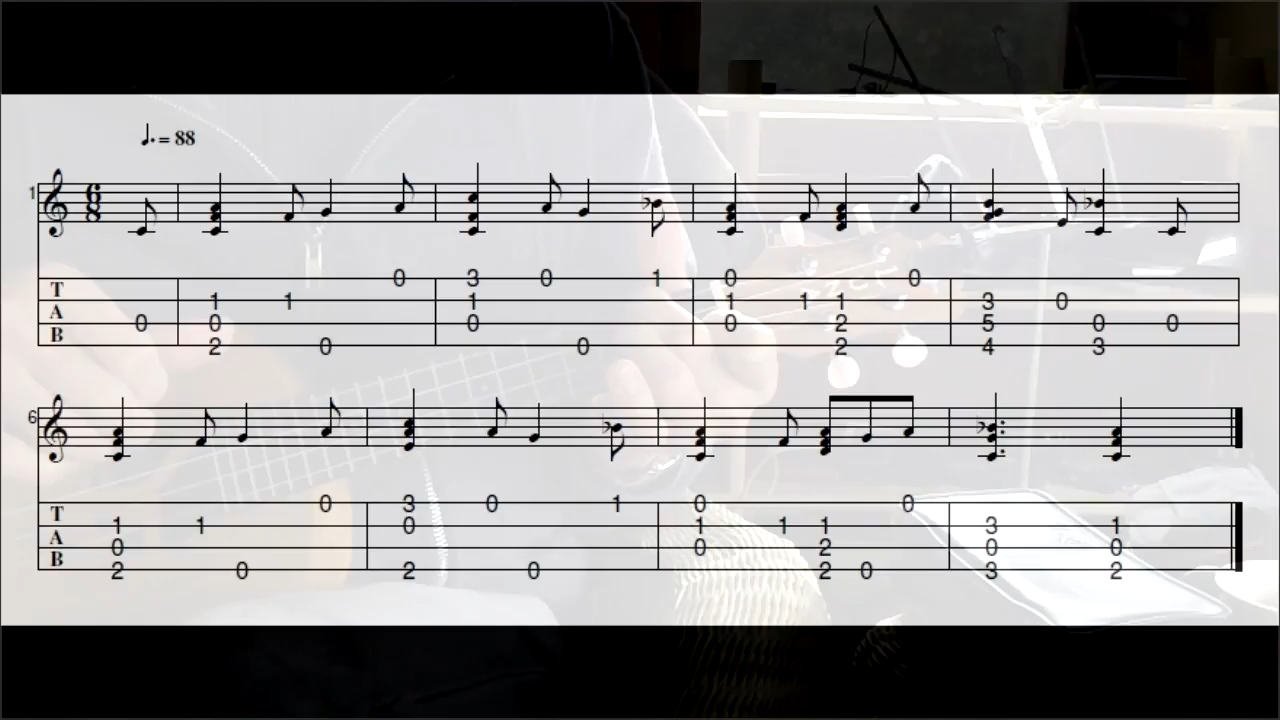 ♩. = 88
1
6
8
T 0 3 0 1 0 0
A 1 1 1 1 1 1 3 0
B 0 0 0 0 2 5 0 0
2 0 0 2 4 3
6
T 0 3 0 1 0 0
A 1 1 0 1 1 1 3 1
B 0 0 2 0 0
2 0 2 0 2 0 3 2